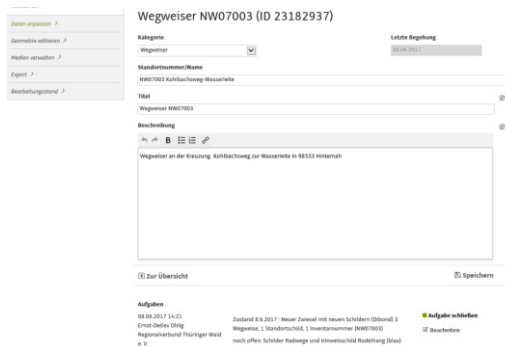 Wegweiser NW07003 (ID 23182937)
Daten anpassen
Geometrie editieren
Medien verwalten
Export
Bearbeitungsstand
Kategorie
Letzte Begehung
Wegweiser
08.06.2017
Standortnummer/Name
NW07003 Kohlbachsweg-Wasserleite
Titel
Wegweiser NW07003
Beschreibung
B
Wegweiser an der Kreuzung Kohlbachsweg zur Wasserleite in 98553 Hinternah
Zur Übersicht
Speichern
Aufgaben
08.06.2017 14:21
Ernst-Detlev Ohlig
Regionalverbund Thüringer Wald
e. V.
Zustand 8.6.2017 : Neuer Zwiesel mit neuen Schildern (Dibond) 3
Wegweise, 1 Standortschild, 1 Inventarnummer (NW07003)
noch offen: Schilder Radwege und Hinweisschild Rodelhang (blau)
Aufgabe schließen
Bearbeiten